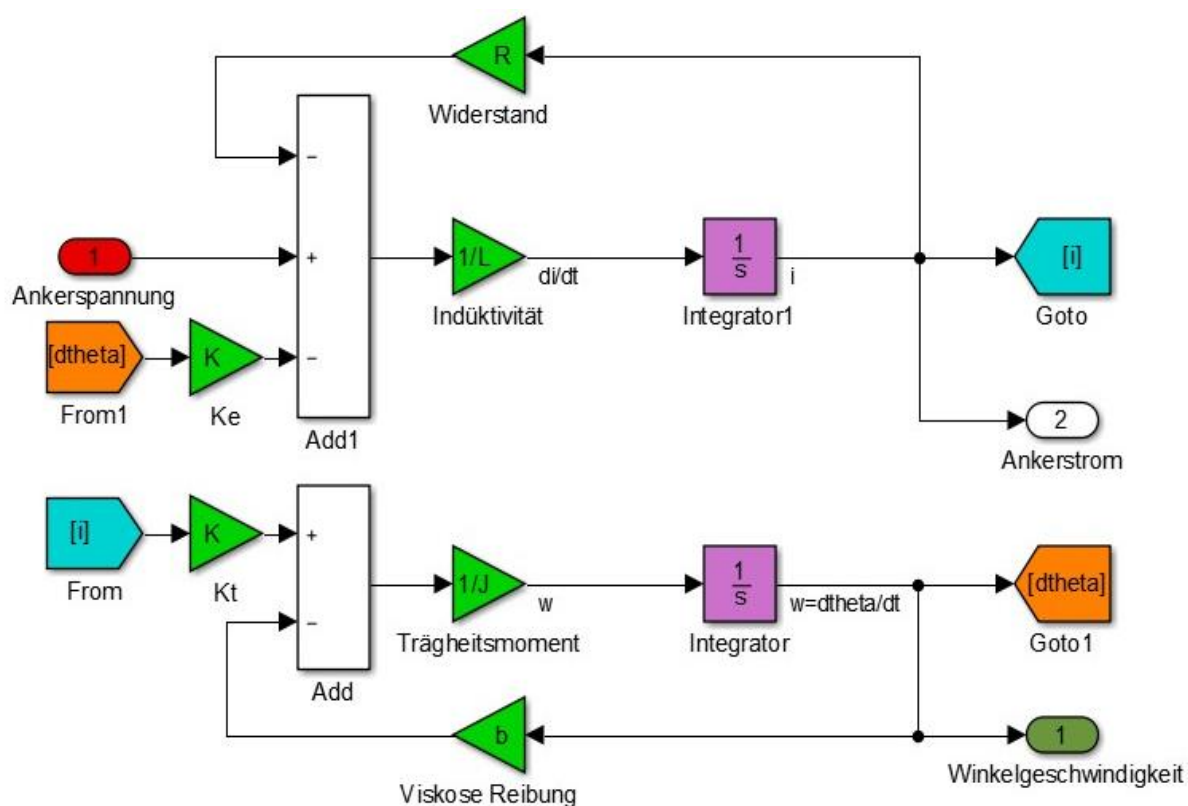 R
Widerstand
−
1
Ankerspannung
+
1/L
Indüktivität
di/dt
1
s
Integrator1
i
[i]
Goto
[dtheta]
From1
K
Ke
−
Add1
2
Ankerstrom
[i]
From
K
Kt
+
−
Add
1/J
Trägheitsmoment
w
1
s
Integrator
w=dtheta/dt
[dtheta]
Goto1
b
Viskose Reibung
1
Winkelgeschwindigkeit